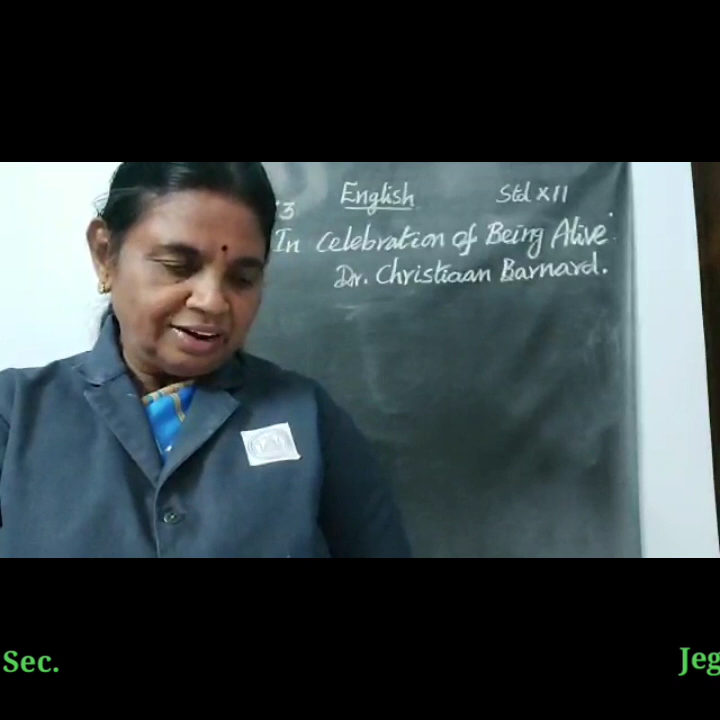 English Std XII
In Celebration of Being Alive'
Dr. Christiaan Barnard.
Sec. Jeg